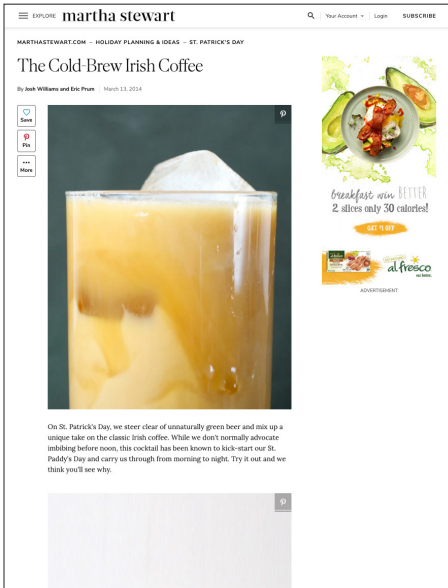 EXPLORE martha stewart Your Account Login SUBSCRIBE
MARTHASTEWART.COM – HOLIDAY PLANNING & IDEAS – ST. PATRICK'S DAY
The Cold-Brew Irish Coffee
By Josh Williams and Eric Prum | March 13, 2014
Save
Pin
More
breakfast win BETTER
2 slices only 30 calories!
GET $1 OFF
al fresco
eat better.
ADVERTISEMENT
On St. Patrick's Day, we steer clear of unnaturally green beer and mix up a
unique take on the classic Irish coffee. While we don't normally advocate
imbibing before noon, this cocktail has been known to kick-start our St.
Paddy's Day and carry us through from morning to night. Try it out and we
think you'll see why.